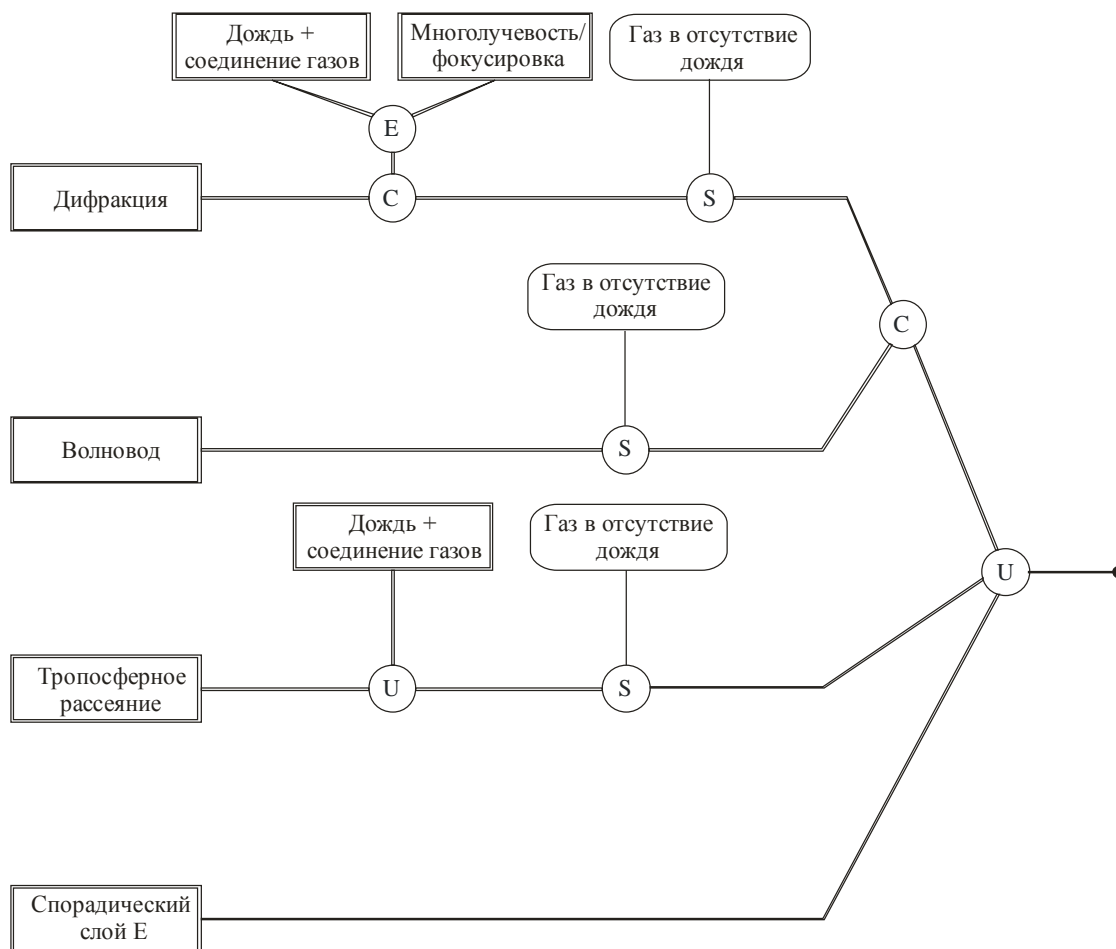 Дождь +
соединение газов
Многолучевость/
фокусировка
Газ в отсутствие
дождя
E
Дифракция
C
S
Газ в отсутствие
дождя
C
Волновод
S
Дождь +
соединение газов
Газ в отсутствие
дождя
U
Тропосферное
рассеяние
U
S
Спорадический
слой E